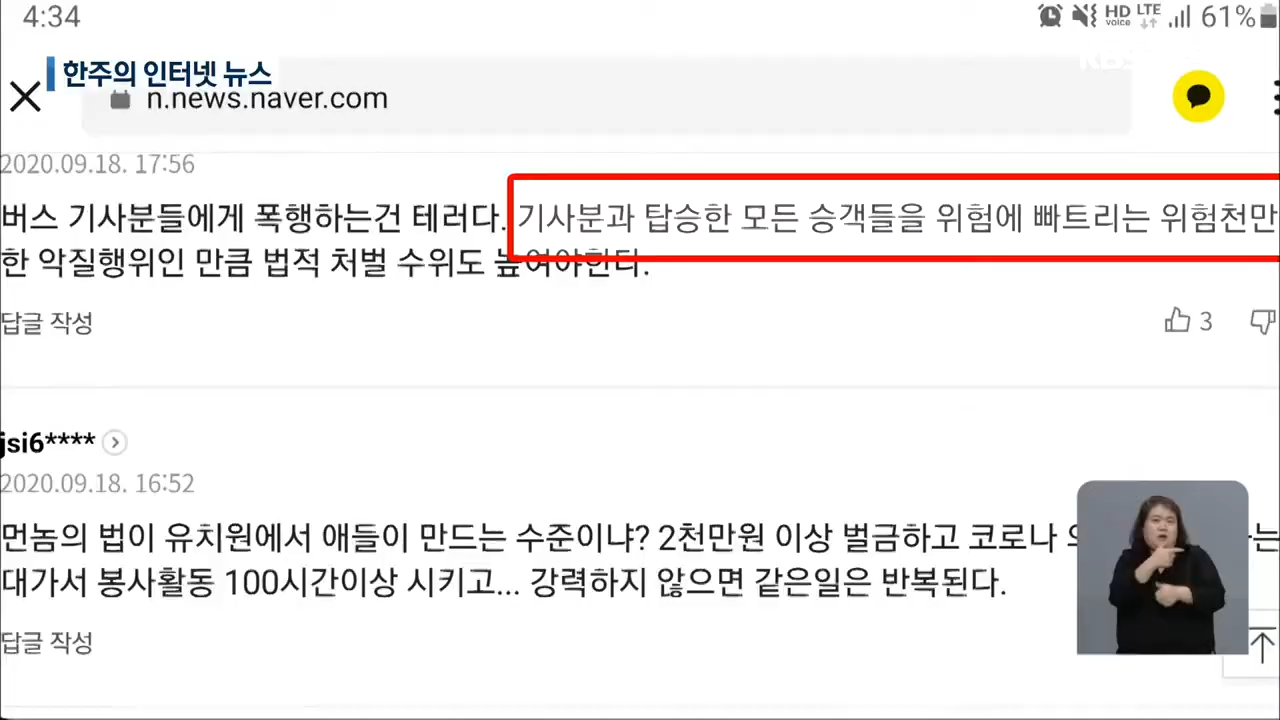 4:34
HD voice LTE 61%
한주의 인터넷 뉴스
KBS
n.news.naver.com
2020.09.18. 17:56
버스 기사분들에게 폭행하는건 테러다. 기사분과 탑승한 모든 승객들을 위험에 빠트리는 위험천만
한 악질행위인 만큼 법적 처벌 수위도 높여야한다.
답글 작성
3
jsi6****
2020.09.18. 16:52
먼놈의 법이 유치원에서 애들이 만드는 수준이냐? 2천만원 이상 벌금하고 코로나 는
대가서 봉사활동 100시간이상 시키고... 강력하지 않으면 같은일은 반복된다.
답글 작성